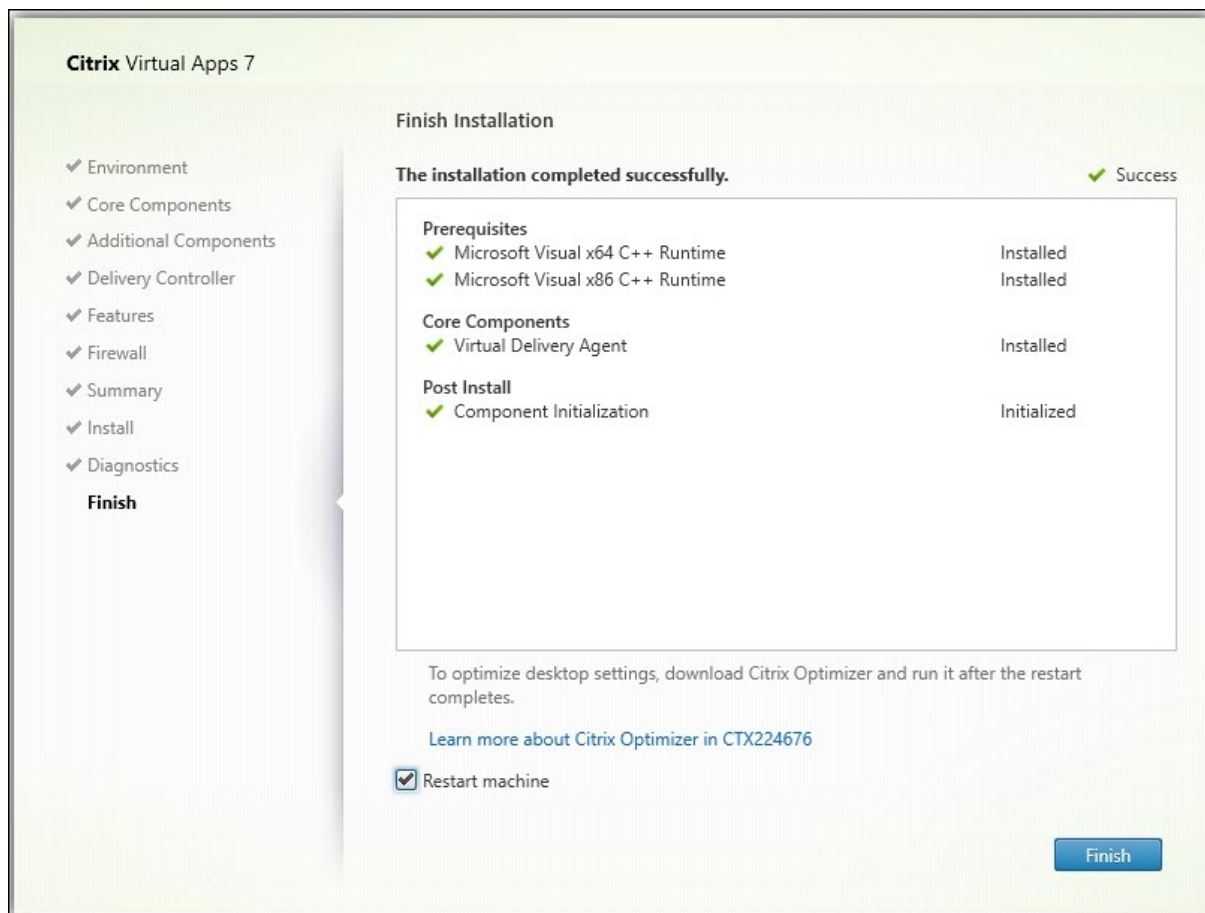 Citrix Virtual Apps 7
Environment
Core Components
Additional Components
Delivery Controller
Features
Firewall
Summary
Install
Diagnostics
Finish
Finish Installation
The installation completed successfully.
Success
Prerequisites
Microsoft Visual x64 C++ Runtime Installed
Microsoft Visual x86 C++ Runtime Installed
Core Components
Virtual Delivery Agent Installed
Post Install
Component Initialization Initialized
To optimize desktop settings, download Citrix Optimizer and run it after the restart
completes.
Learn more about Citrix Optimizer in CTX224676
Restart machine
Finish